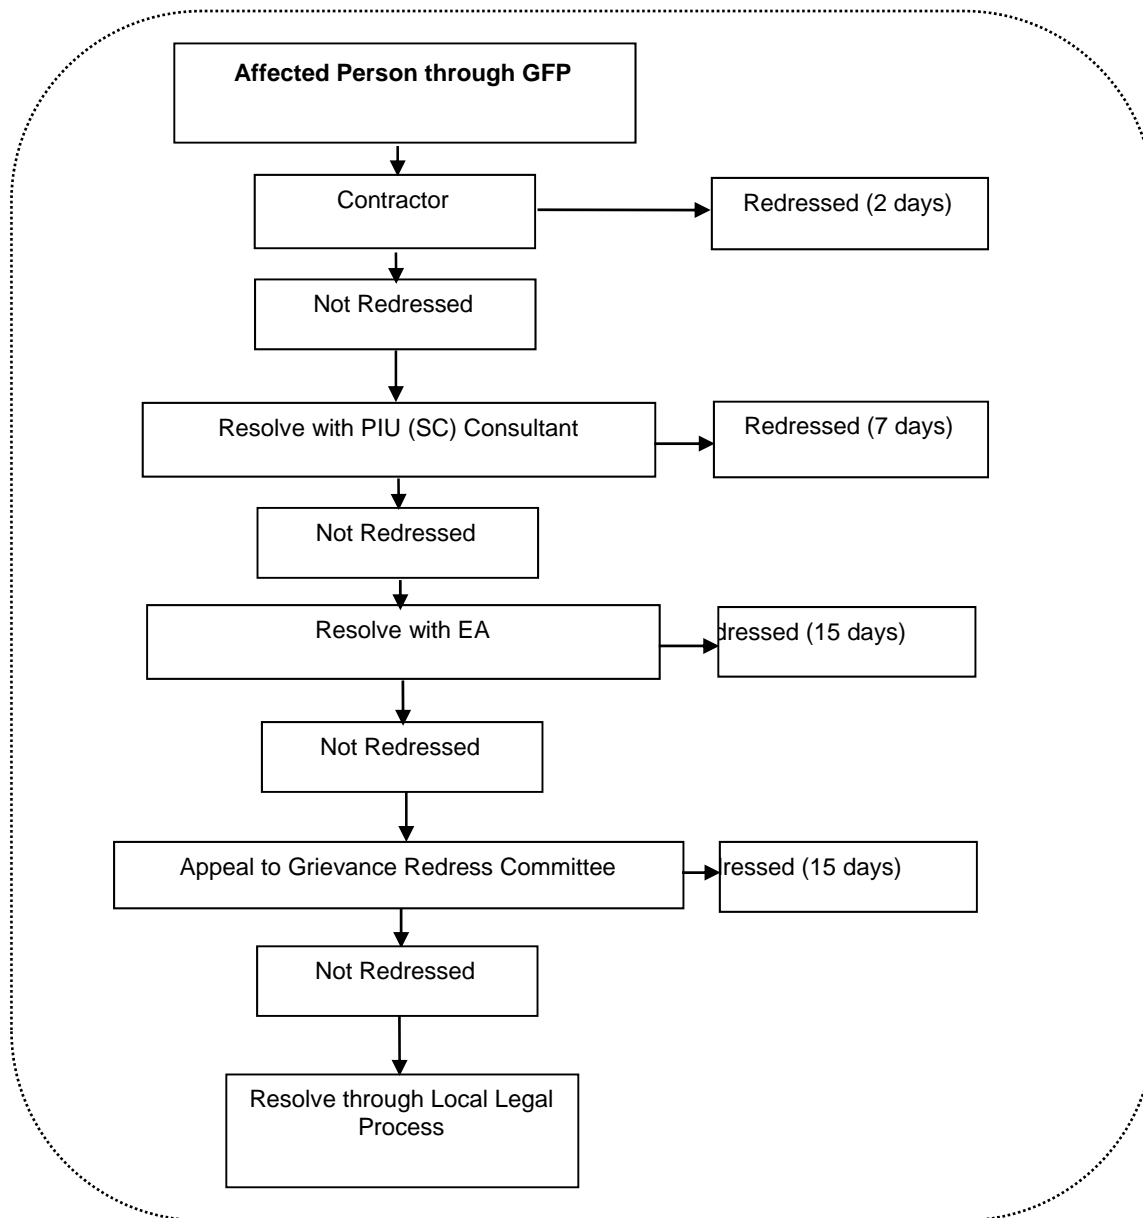 Affected Person through GFP
Contractor
Redressed (2 days)
Not Redressed
Resolve with PIU (SC) Consultant
Redressed (7 days)
Not Redressed
Resolve with EA
dressed (15 days)
Not Redressed
Appeal to Grievance Redress Committee
ressed (15 days)
Not Redressed
Resolve through Local Legal
Process